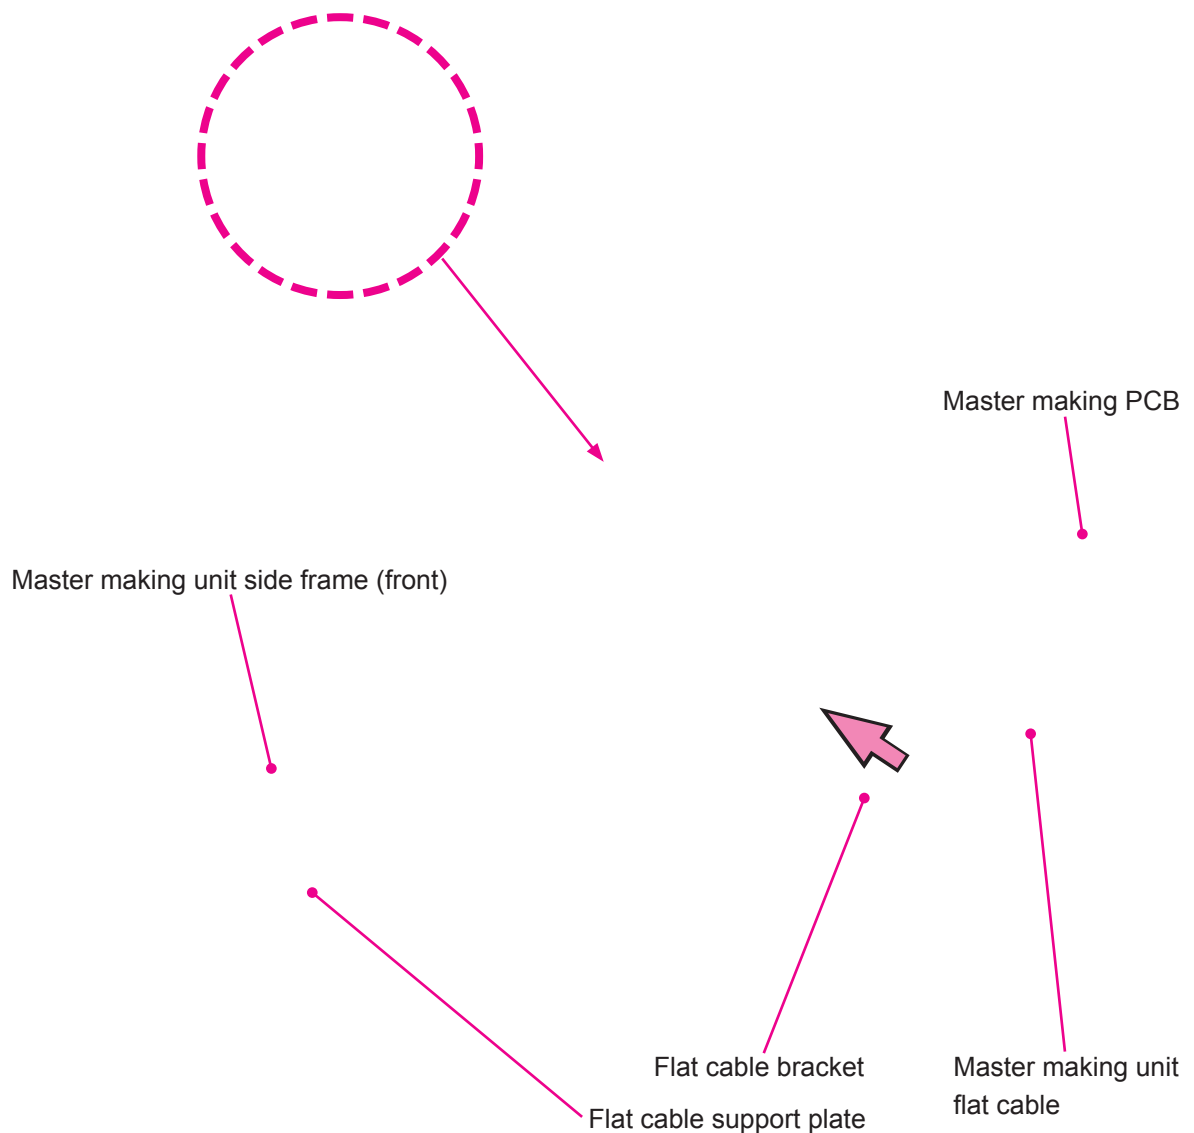 Master making PCB
Master making unit side frame (front)
Flat cable bracket
Master making unit
flat cable
Flat cable support plate